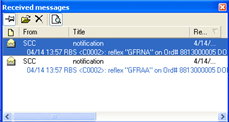 Received messages
From Title Re...
SCC notification 4/14/...
04/14 13:57 RBS <C0002>: reflex "GFRNA" on Ord# 8813000005 DO
SCC notification 4/14/...
04/14 13:57 RBS <C0002>: reflex "GFRAA" on Ord# 8813000005 DO